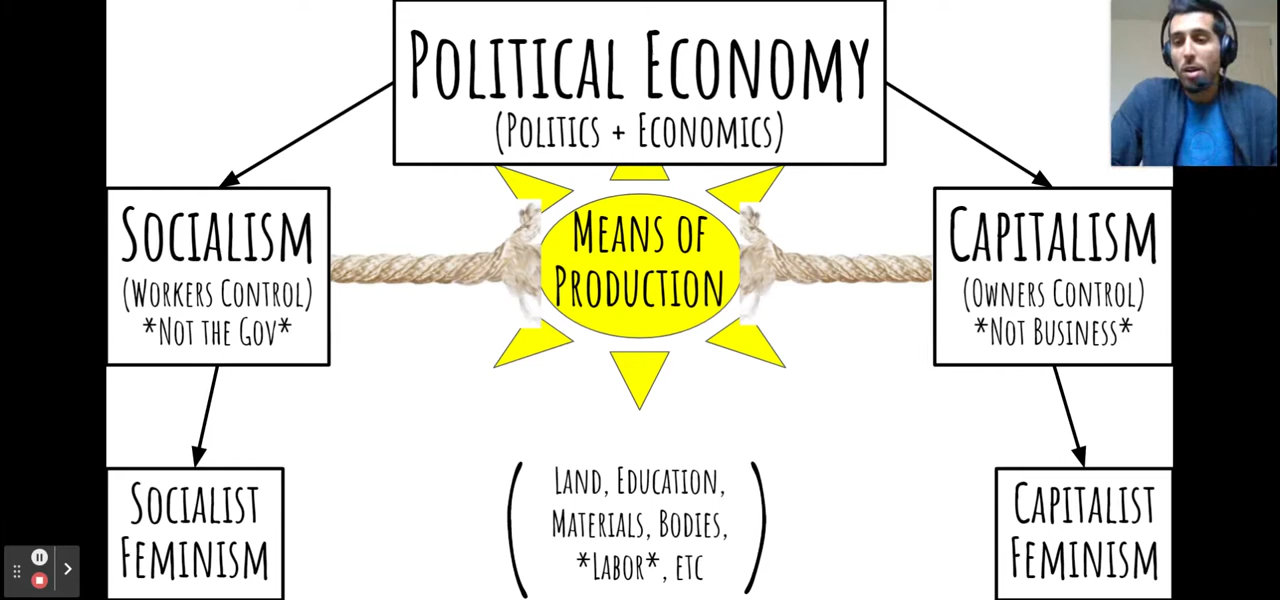 POLITICAL ECONOMY
(POLITICS + ECONOMICS)
SOCIALISM
(WORKERS CONTROL)
*NOT THE GOV*
MEANS OF
PRODUCTION
CAPITALISM
(OWNERS CONTROL)
*NOT BUSINESS*
SOCIALIST
FEMINISM
LAND, EDUCATION,
MATERIALS, BODIES,
*LABOR*, ETC
CAPITALIST
FEMINISM